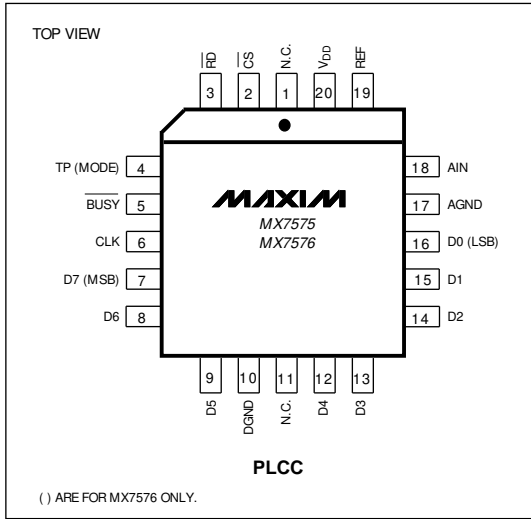 TOP VIEW
RD CS N.C. VDD REF
3 2 1 20 19
TP (MODE) 4 18 AIN
BUSY 5 17 AGND
CLK 6 16 D0 (LSB)
D7 (MSB) 7 15 D1
D6 8 14 D2
MAXIM
MX7575
MX7576
9 10 11 12 13
D5 DGND N.C. D4 D3
PLCC
( ) ARE FOR MX7576 ONLY.